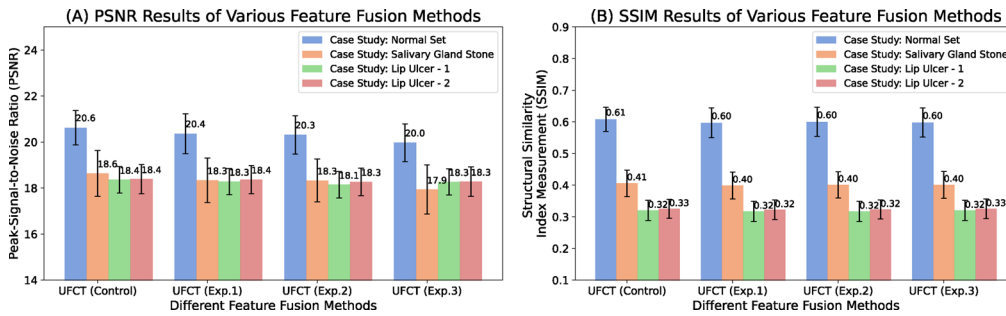 (A) PSNR Results of Various Feature Fusion Methods
Peak-Signal-to-Noise Ratio (PSNR)
24
22
20
18
16
14
Case Study: Normal Set
Case Study: Salivary Gland Stone
Case Study: Lip Ulcer - 1
Case Study: Lip Ulcer - 2
20.6
18.6
18.4
18.4
20.4
18.3
18.3
18.4
20.3
18.3
18.1
18.3
20.0
17.9
18.3
18.3
UFCT (Control)
UFCT (Exp.1)
UFCT (Exp.2)
UFCT (Exp.3)
Different Feature Fusion Methods
(B) SSIM Results of Various Feature Fusion Methods
Structural Similarity
Index Measurement (SSIM)
0.9
0.8
0.7
0.6
0.5
0.4
0.3
0.2
0.1
Case Study: Normal Set
Case Study: Salivary Gland Stone
Case Study: Lip Ulcer - 1
Case Study: Lip Ulcer - 2
0.61
0.41
0.32
0.33
0.60
0.40
0.32
0.32
0.60
0.40
0.32
0.32
0.60
0.40
0.32
0.33
UFCT (Control)
UFCT (Exp.1)
UFCT (Exp.2)
UFCT (Exp.3)
Different Feature Fusion Methods